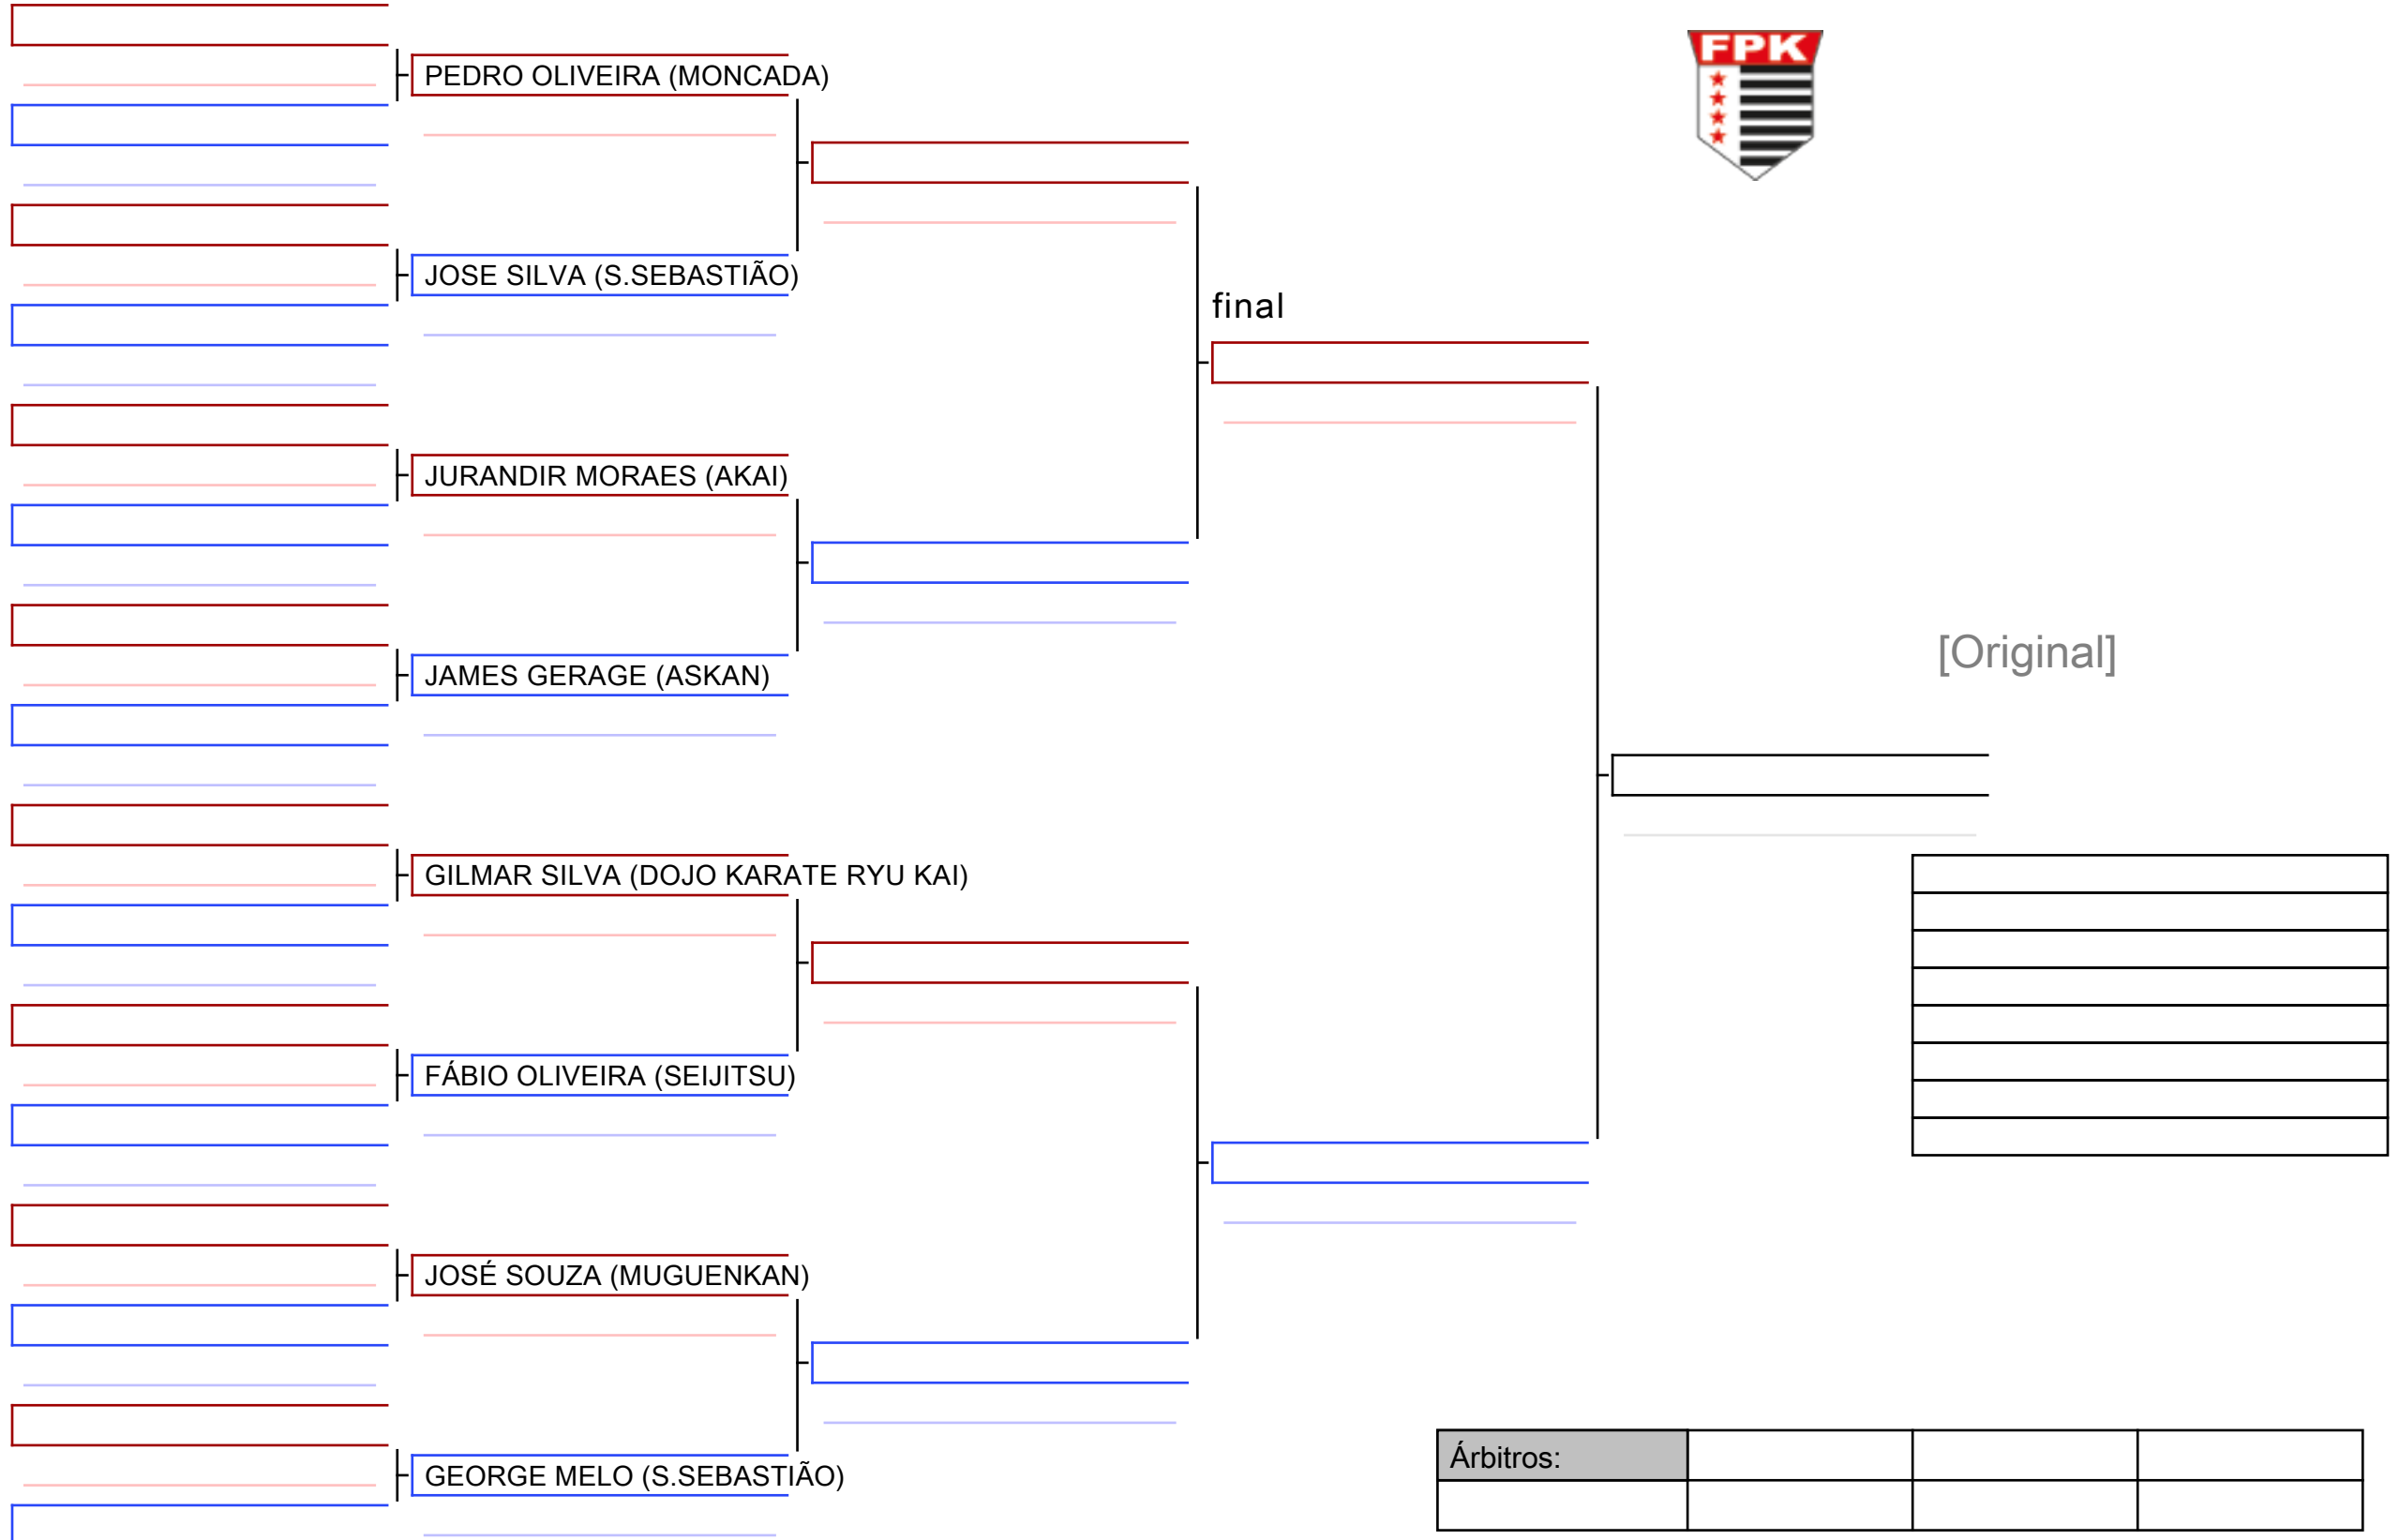 FPK
PEDRO OLIVEIRA (MONCADA)
JOSE SILVA (S.SEBASTIÃO)
final
JURANDIR MORAES (AKAI)
[Original]
JAMES GERAGE (ASKAN)
GILMAR SILVA (DOJO KARATE RYU KAI)
FÁBIO OLIVEIRA (SEIJITSU)
JOSÉ SOUZA (MUGUENKAN)
Árbitros:
GEORGE MELO (S.SEBASTIÃO)